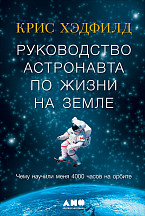 КРИС ХЭДФИЛД
РУКОВОДСТВО
АСТРОНАВТА
ПО ЖИЗНИ
НА ЗЕМЛЕ
Чему научили меня 4000 часов на орбите